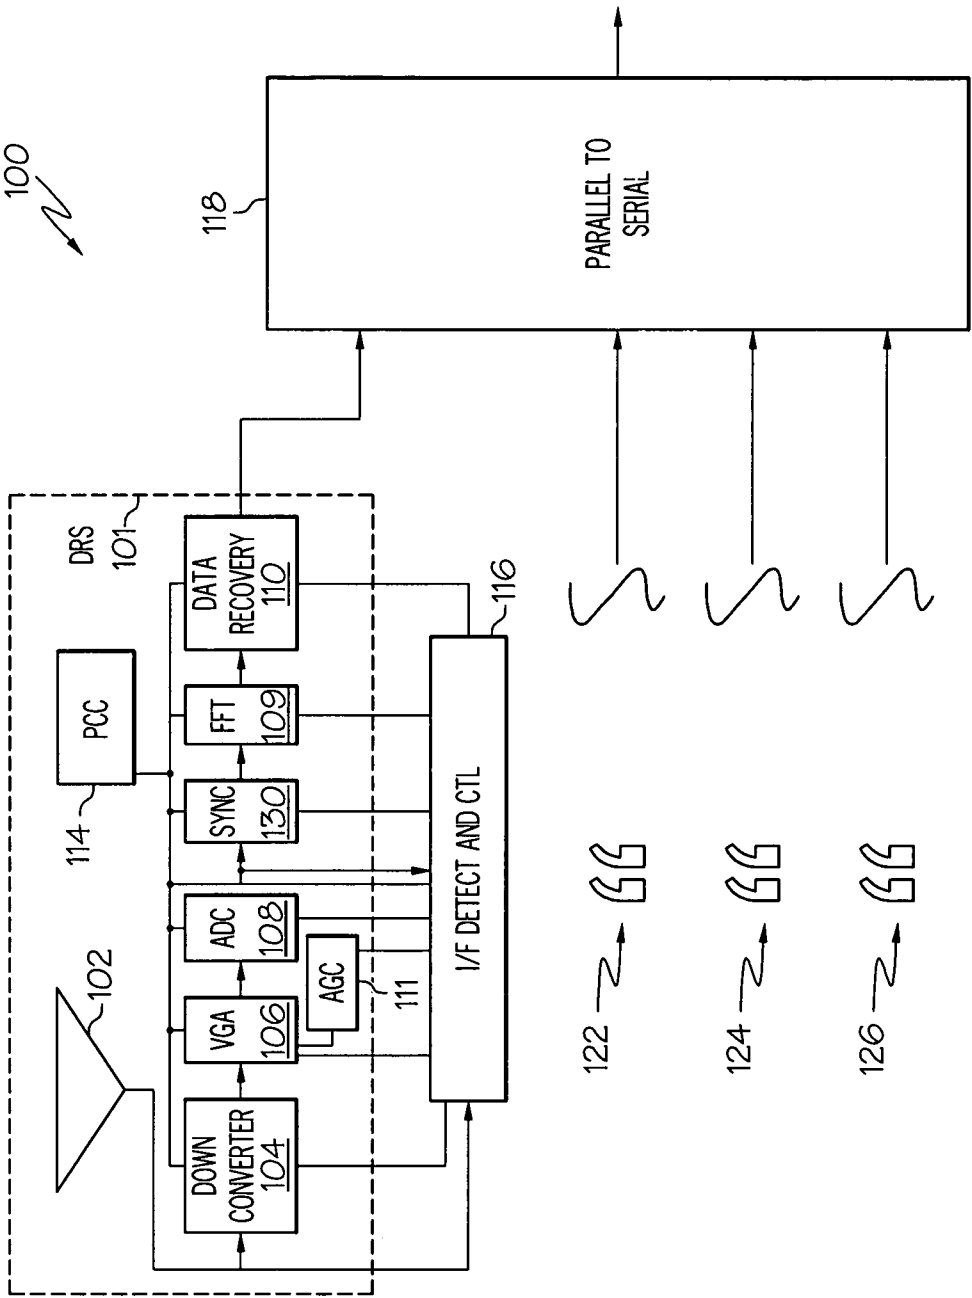 100
118
PARALLEL TO
SERIAL
DRS
101
PCC
114
102
DOWN
CONVERTER
104
VGA
106
ADC
108
SYNC
130
FFT
109
DATA
RECOVERY
110
AGC
111
I/F DETECT AND CTL
116
122
"
124
"
126
"